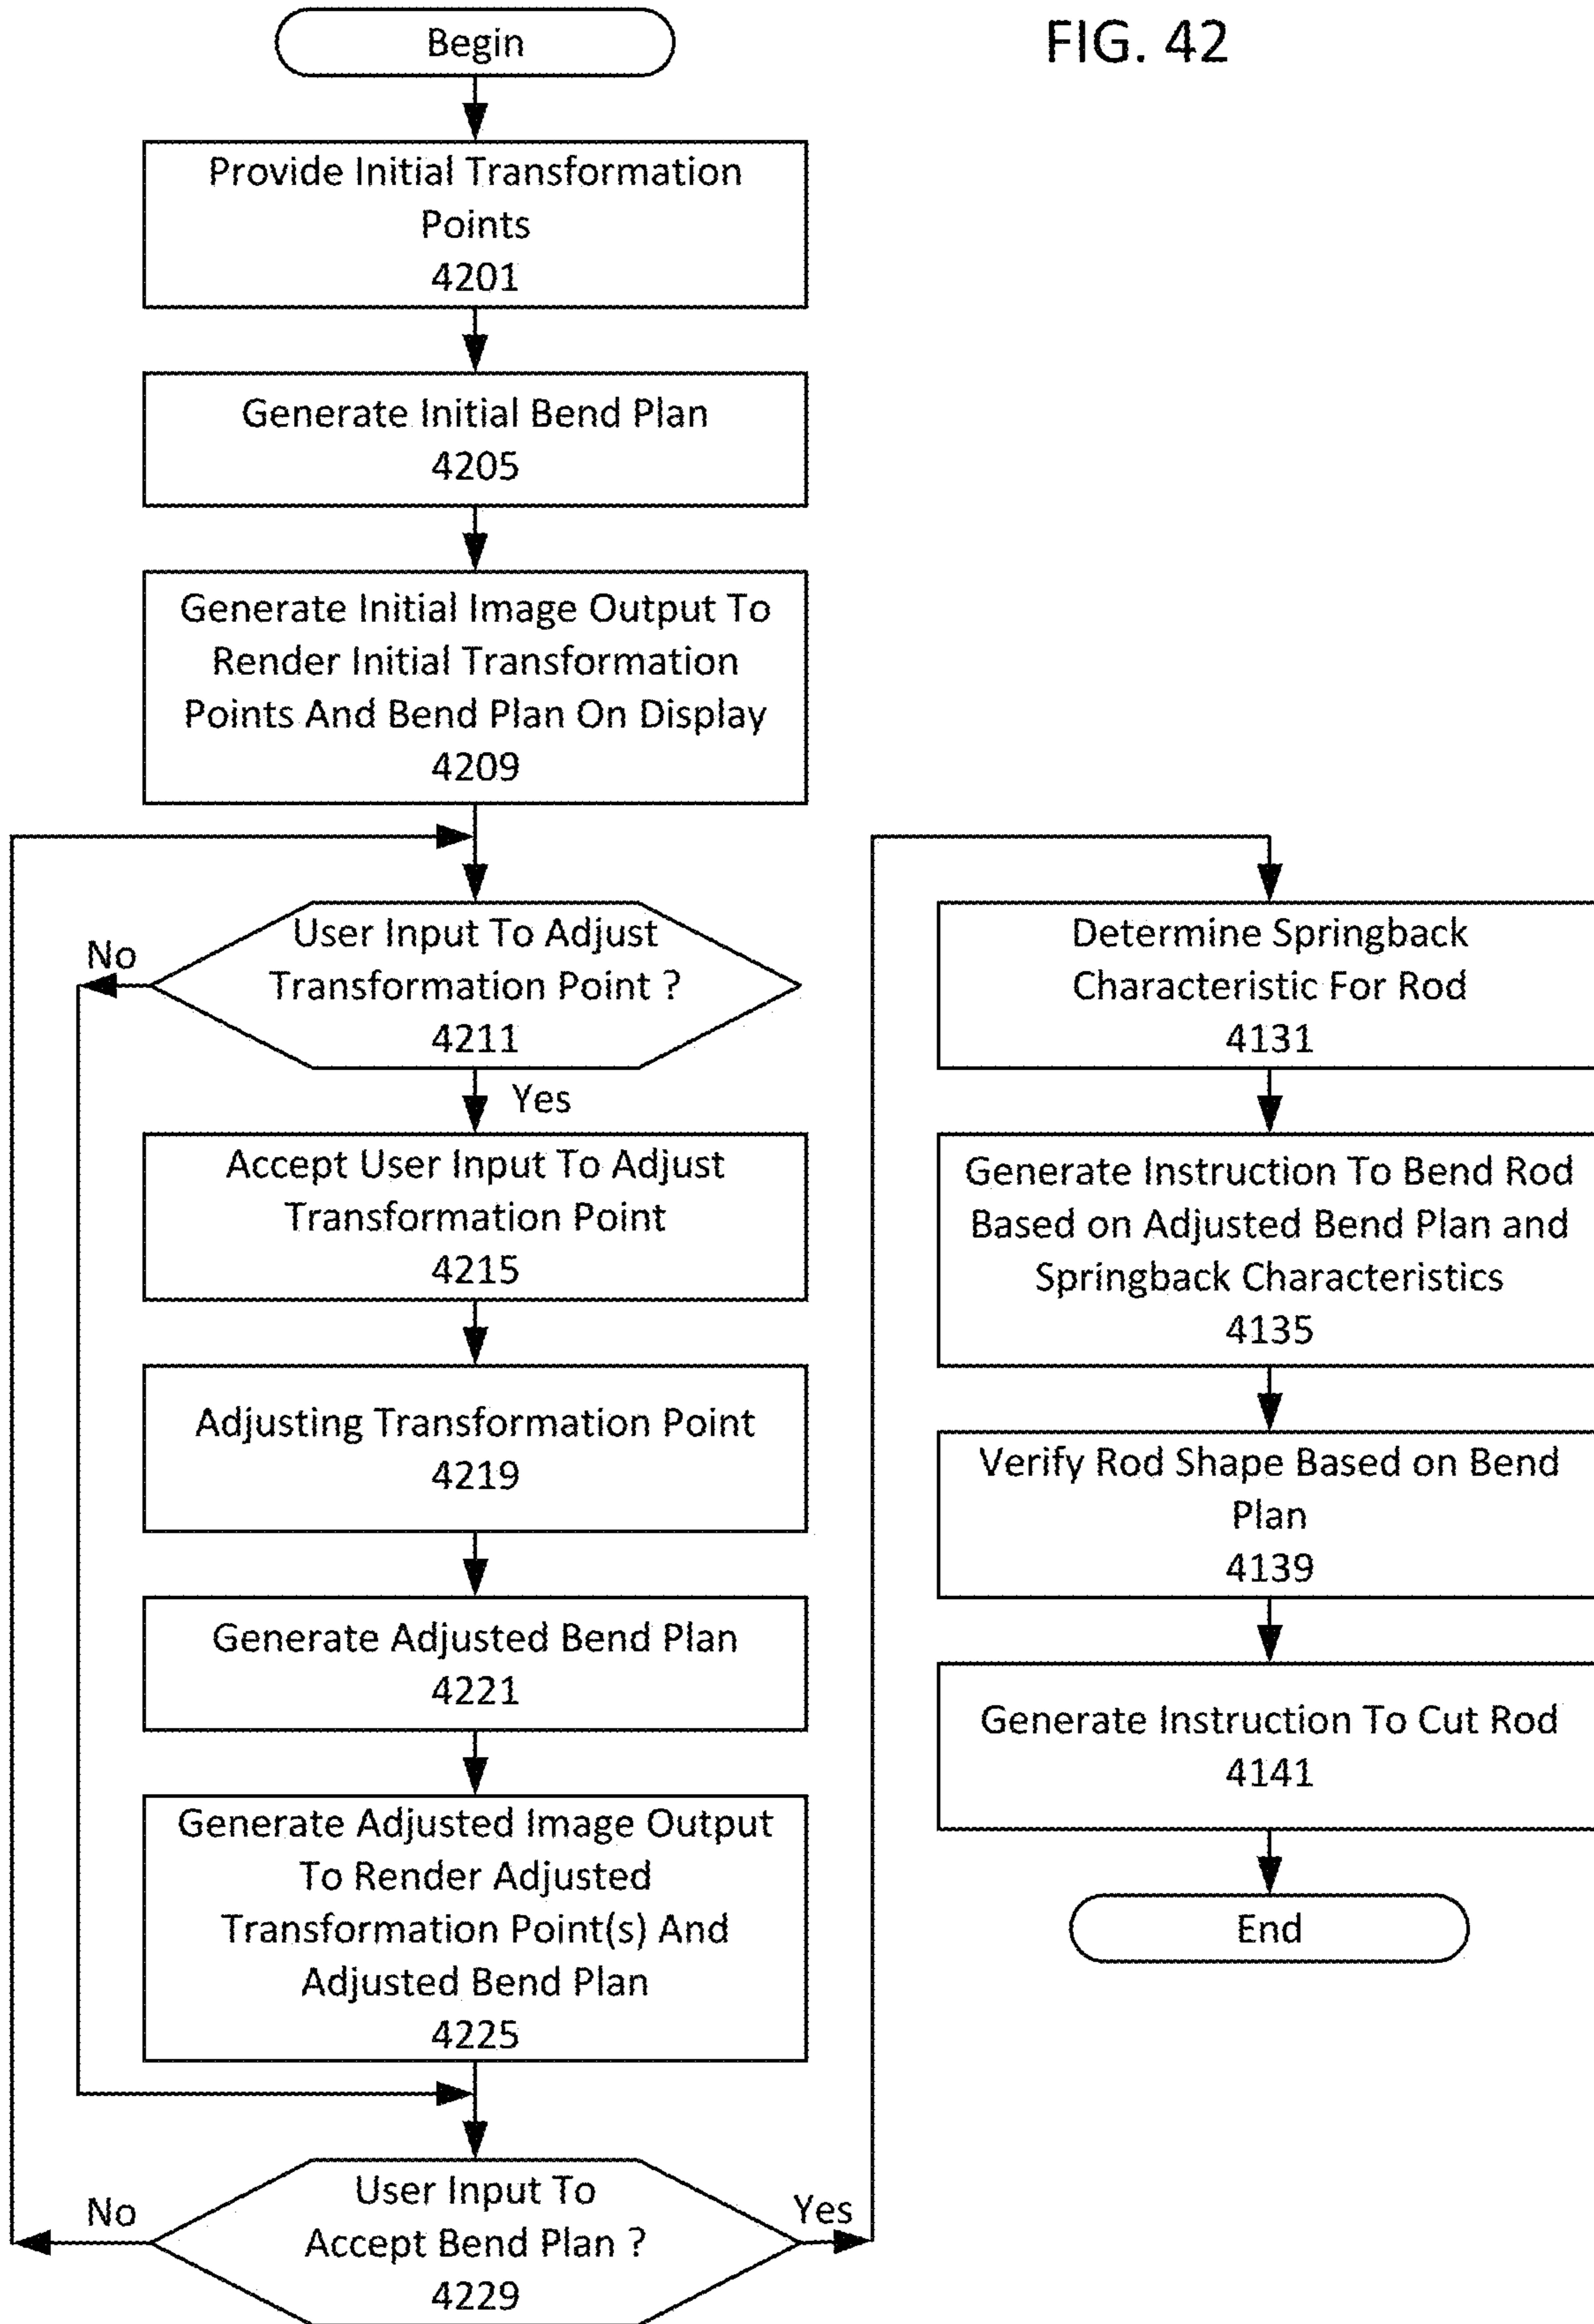 FIG. 42
Begin
Provide Initial Transformation
Points
4201
Generate Initial Bend Plan
4205
Generate Initial Image Output To
Render Initial Transformation
Points And Bend Plan On Display
4209
User Input To Adjust
Transformation Point ?
4211
No
Yes
Accept User Input To Adjust
Transformation Point
4215
Adjusting Transformation Point
4219
Generate Adjusted Bend Plan
4221
Generate Adjusted Image Output
To Render Adjusted
Transformation Point(s) And
Adjusted Bend Plan
4225
User Input To
Accept Bend Plan ?
4229
No
Yes
Determine Springback
Characteristic For Rod
4131
Generate Instruction To Bend Rod
Based on Adjusted Bend Plan and
Springback Characteristics
4135
Verify Rod Shape Based on Bend
Plan
4139
Generate Instruction To Cut Rod
4141
End